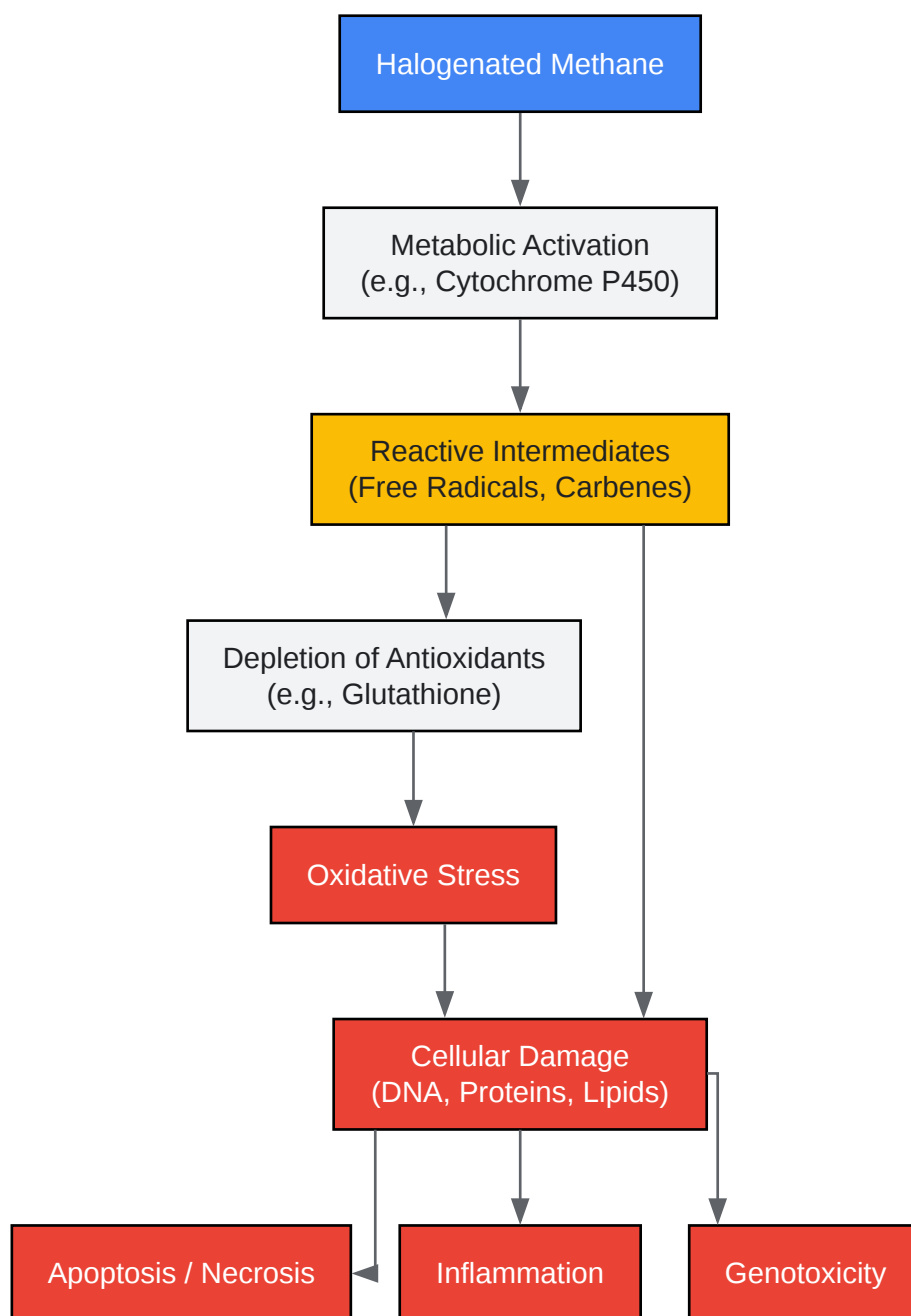 Halogenated Methane
Metabolic Activation
(e.g., Cytochrome P450)
Reactive Intermediates
(Free Radicals, Carbenes)
Depletion of Antioxidants
(e.g., Glutathione)
Oxidative Stress
Cellular Damage
(DNA, Proteins, Lipids)
Apoptosis / Necrosis
Inflammation
Genotoxicity